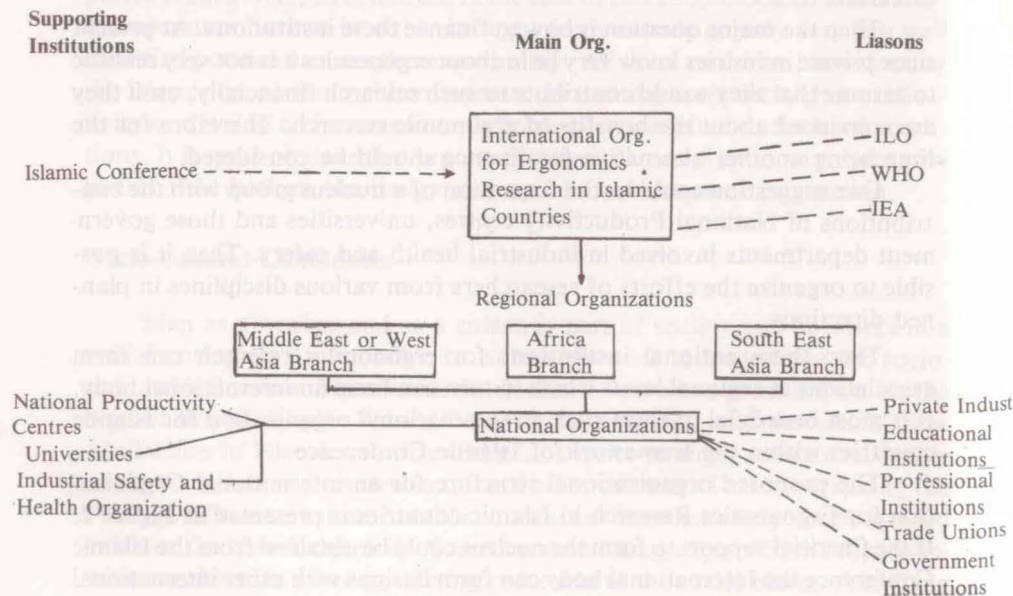 Supporting
Institutions
Main Org.
Liasons
Islamic Conference
International Org.
for Ergonomics
Research in Islamic
Countries
ILO
WHO
IEA
Regional Organizations
Middle East or West
Asia Branch
Africa
Branch
South East
Asia Branch
National Productivity
Centres
Universities
Industrial Safety and
Health Organization
National Organizations
Private Indust
Educational
Institutions
Professional
Institutions
Trade Unions
Government
Institutions